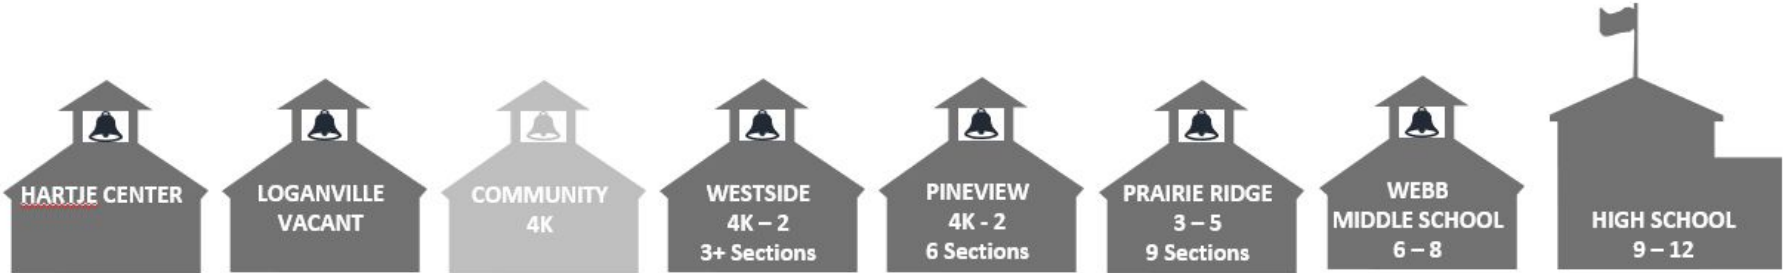 HARTJE CENTER
LOGANVILLE
VACANT
COMMUNITY
4K
WESTSIDE
4K – 2
3+ Sections
PINEVIEW
4K - 2
6 Sections
PRAIRIE RIDGE
3 – 5
9 Sections
WEBB
MIDDLE SCHOOL
6 – 8
HIGH SCHOOL
9 – 12